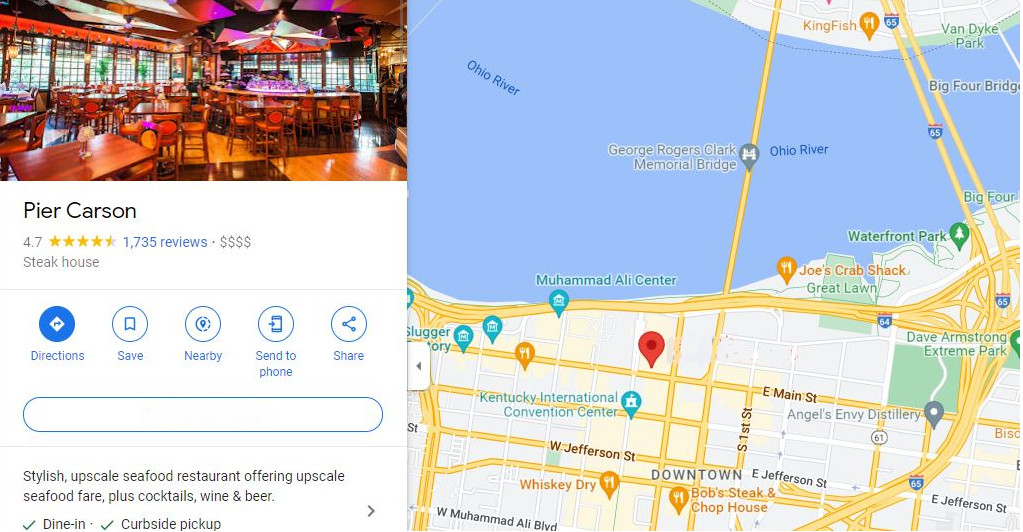 Pier Carson
4.7 1,735 reviews · $$$$
Steak house
Directions
Save
Nearby
Send to
phone
Share
Stylish, upscale seafood restaurant offering upscale
seafood fare, plus cocktails, wine & beer.
Dine-in · Curbside pickup
KingFish
65
Van Dyke
Park
Ohio River
Big Four Bridge
65
George Rogers Clark
Memorial Bridge
Ohio River
Big Four
Waterfront Park
Joe's Crab Shack
Great Lawn
Muhammad Ali Center
65
64
Slugger
tory
Dave Armstrong
Extreme Park
E Main St
Kentucky International
Convention Center
Angel's Envy Distillery
S 1st St
St
61
Bisc
W Jefferson St
DOWNTOWN
E Jefferson St
65
Whiskey Dry
Bob's Steak &
Chop House
E Jefferson St
W Muhammad Ali Blvd